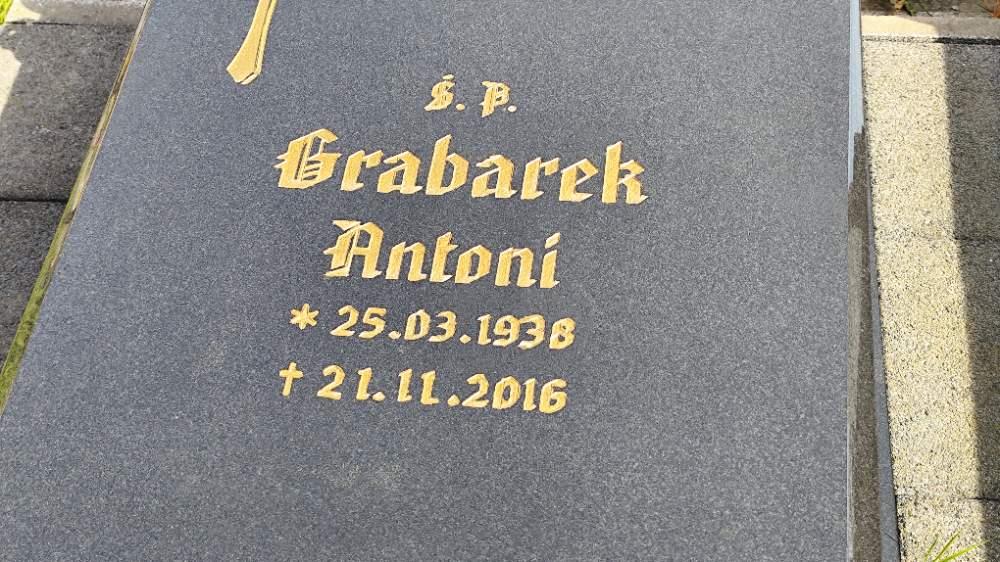 Ś. P.
Grabarek
Antoni
* 25.03.1938
† 21.11.2016